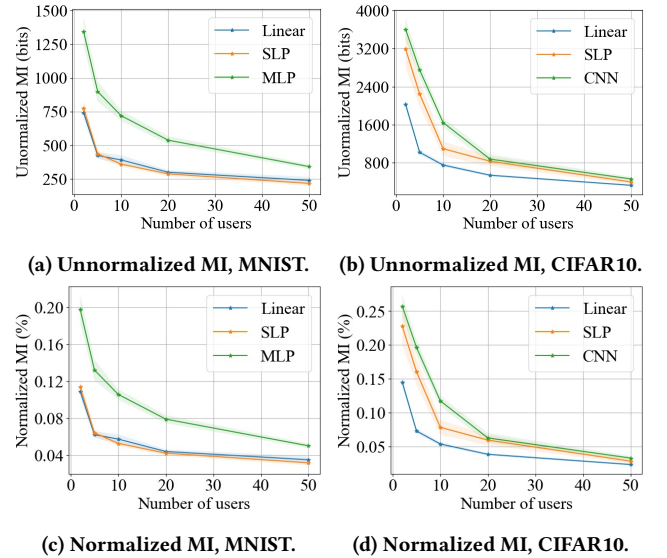 1500
1250
1000
750
500
250
Unormalized MI (bits)
Linear
SLP
MLP
0 10 20 30 40 50
Number of users
(a) Unnormalized MI, MNIST.
4000
3200
2400
1600
800
Unormalized MI (bits)
Linear
SLP
CNN
0 10 20 30 40 50
Number of users
(b) Unnormalized MI, CIFAR10.
0.20
0.16
0.12
0.08
0.04
Normalized MI (%)
Linear
SLP
MLP
0 10 20 30 40 50
Number of users
(c) Normalized MI, MNIST.
0.25
0.20
0.15
0.10
0.05
Normalized MI (%)
Linear
SLP
CNN
0 10 20 30 40 50
Number of users
(d) Normalized MI, CIFAR10.